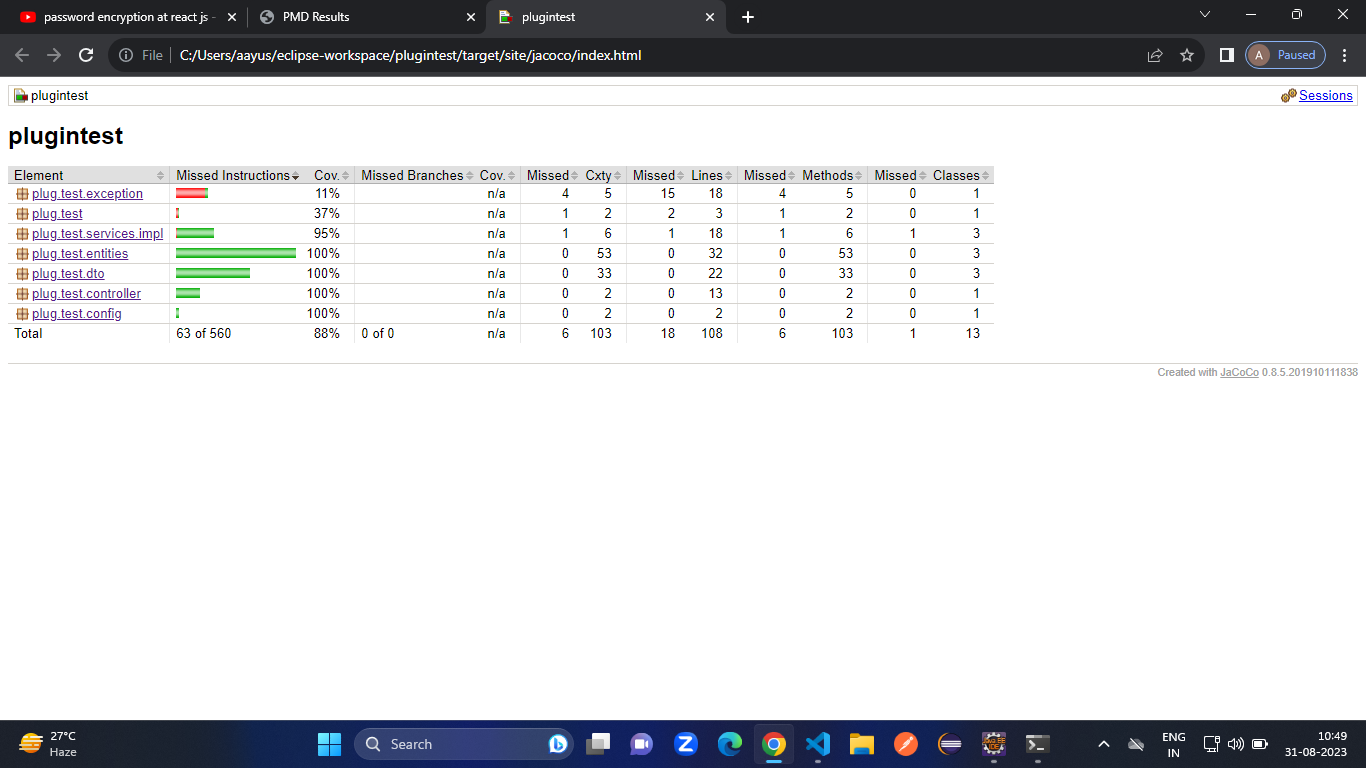 password encryption at react js -
PMD Results
plugintest
File C:/Users/aayus/eclipse-workspace/plugintest/target/site/jacoco/index.html
A Paused
plugintest
Sessions
plugintest
Element Missed Instructions Cov. Missed Branches Cov. Missed Cxty Missed Lines Missed Methods Missed Classes
plug.test.exception 11% n/a 4 5 15 18 4 5 0 1
plug.test 37% n/a 1 2 2 3 1 2 0 1
plug.test.services.impl 95% n/a 1 6 1 18 1 6 1 3
plug.test.entities 100% n/a 0 53 0 32 0 53 0 3
plug.test.dto 100% n/a 0 33 0 22 0 33 0 3
plug.test.controller 100% n/a 0 2 0 13 0 2 0 1
plug.test.config 100% n/a 0 2 0 2 0 2 0 1
Total 63 of 560 88% 0 of 0 n/a 6 103 18 108 6 103 1 13
Created with JaCoCo 0.8.5.201910111838
27°C
Haze
Search
ENG
IN
10:49
31-08-2023